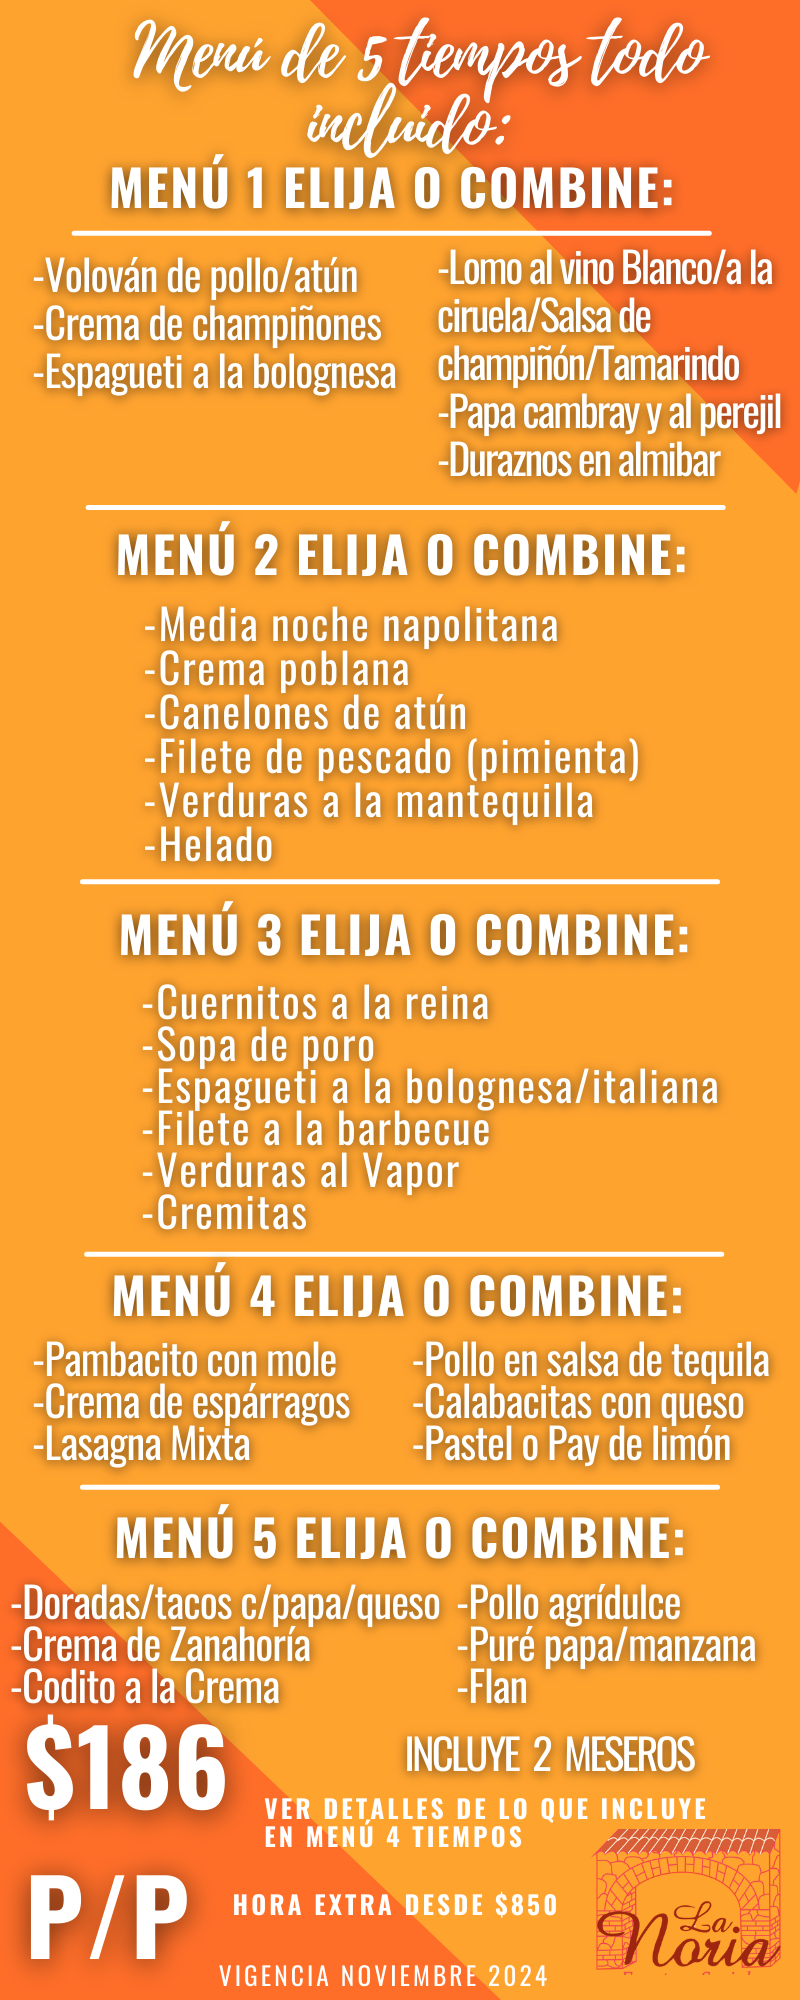 Menú de 5 tiempos todo
incluido:
MENÚ 1 ELIJA O COMBINE:
-Volován de pollo/atún
-Crema de champiñones
-Espagueti a la bolognesa
-Lomo al vino Blanco/a la
ciruela/Salsa de
champiñón/Tamarindo
-Papa cambray y al perejil
-Duraznos en almibar
MENÚ 2 ELIJA O COMBINE:
-Media noche napolitana
-Crema poblana
-Canelones de atún
-Filete de pescado (pimienta)
-Verduras a la mantequilla
-Helado
MENÚ 3 ELIJA O COMBINE:
-Cuernitos a la reina
-Sopa de poro
-Espagueti a la bolognesa/italiana
-Filete a la barbecue
-Verduras al Vapor
-Cremitas
MENÚ 4 ELIJA O COMBINE:
-Pambacito con mole
-Crema de espárragos
-Lasagna Mixta
-Pollo en salsa de tequila
-Calabacitas con queso
-Pastel o Pay de limón
MENÚ 5 ELIJA O COMBINE:
-Doradas/tacos c/papa/queso
-Crema de Zanahoría
-Codito a la Crema
-Pollo agrídulce
-Puré papa/manzana
-Flan
$186
P/P
INCLUYE 2 MESEROS
VER DETALLES DE LO QUE INCLUYE
EN MENÚ 4 TIEMPOS
HORA EXTRA DESDE $850
VIGENCIA NOVIEMBRE 2024
La
Noria